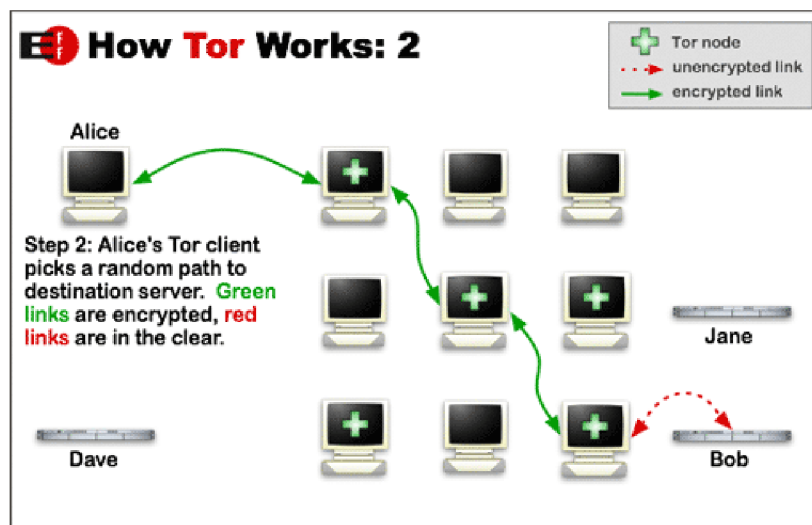 EFF How Tor Works: 2
Tor node
unencrypted link
encrypted link
Alice
Step 2: Alice's Tor client
picks a random path to
destination server. Green
links are encrypted, red
links are in the clear.
Jane
Dave
Bob